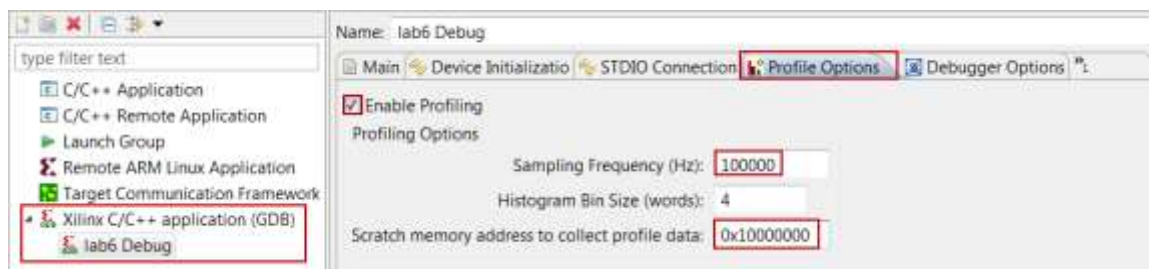 Name: lab6 Debug
type filter text
Main Device Initializatio STDIO Connection Profile Options Debugger Options
C/C++ Application
C/C++ Remote Application
Launch Group
Remote ARM Linux Application
Target Communication Framework
Xilinx C/C++ application (GDB)
lab6 Debug
Enable Profiling
Profiling Options
Sampling Frequency (Hz): 100000
Histogram Bin Size (words): 4
Scratch memory address to collect profile data: 0x10000000